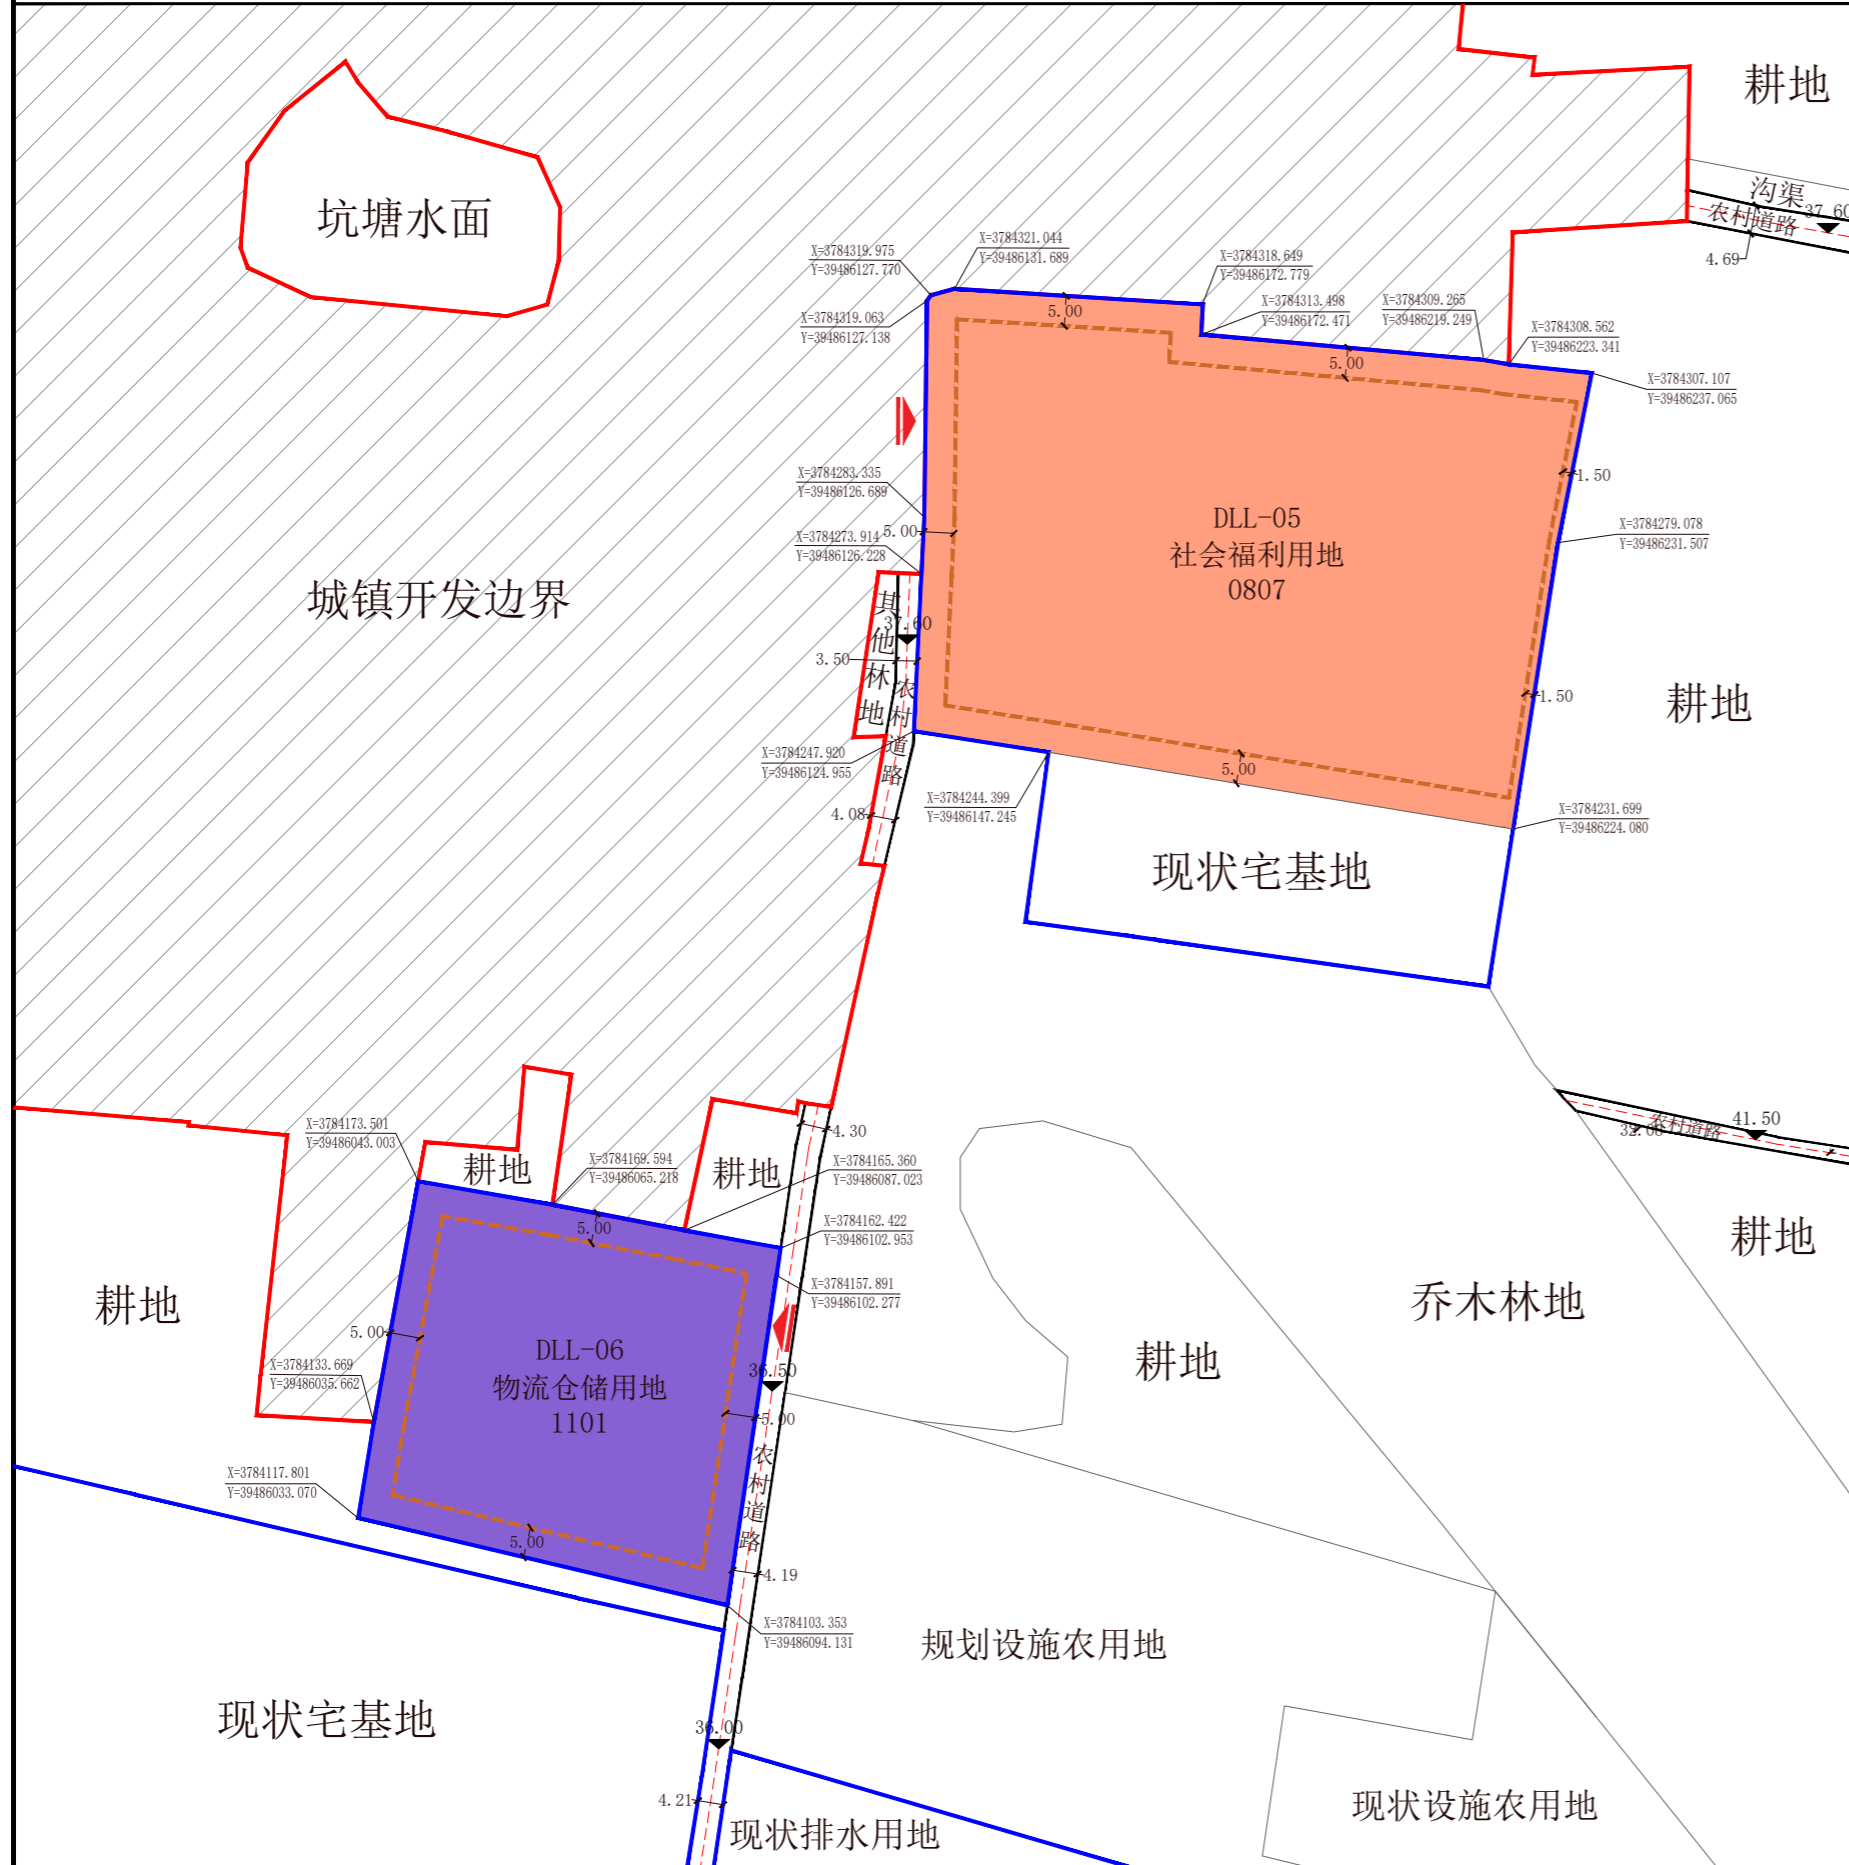 耕地
沟渠
农村道路
37.60
4.69
坑塘水面
X=3784319.975
Y=39486127.770
X=3784321.044
Y=39486131.689
X=3784318.649
Y=39486172.779
X=3784313.498
Y=39486172.471
X=3784309.265
Y=39486219.249
X=3784308.562
Y=39486223.341
X=3784319.063
Y=39486127.138
5.00
5.00
X=3784307.107
Y=39486237.065
X=3784283.335
Y=39486126.689
1.50
5.00
X=3784273.914
Y=39486126.228
DLL-05
社会福利用地
0807
X=3784279.078
Y=39486231.507
城镇开发边界
其他林地
37.60
3.50
农村道路
1.50
耕地
X=3784247.920
Y=39486124.955
5.00
4.08
X=3784244.399
Y=39486147.245
X=3784231.699
Y=39486224.080
现状宅基地
X=3784173.501
Y=39486043.003
耕地
X=3784169.594
Y=39486065.218
耕地
4.30
X=3784165.360
Y=39486087.023
41.50
农村道路
5.00
X=3784162.422
Y=39486102.953
耕地
X=3784157.891
Y=39486102.277
耕地
乔木林地
5.00
DLL-06
物流仓储用地
1101
X=3784133.669
Y=39486035.662
36.50
耕地
5.00
农村道路
X=3784117.801
Y=39486033.070
5.00
4.19
X=3784103.353
Y=39486094.131
规划设施农用地
现状宅基地
36.00
4.21
现状排水用地
现状设施农用地